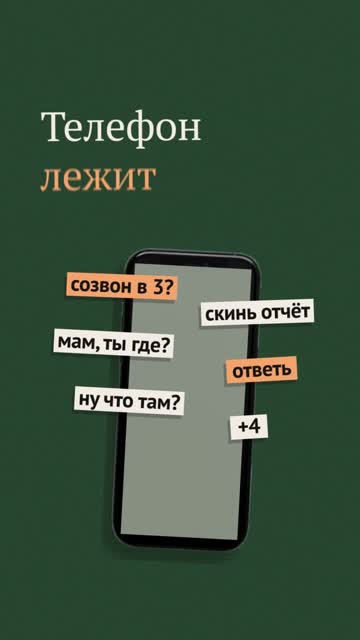 Телефон
лежит
созвон в 3?
скинь отчёт
мам, ты где?
ответь
ну что там?
+4